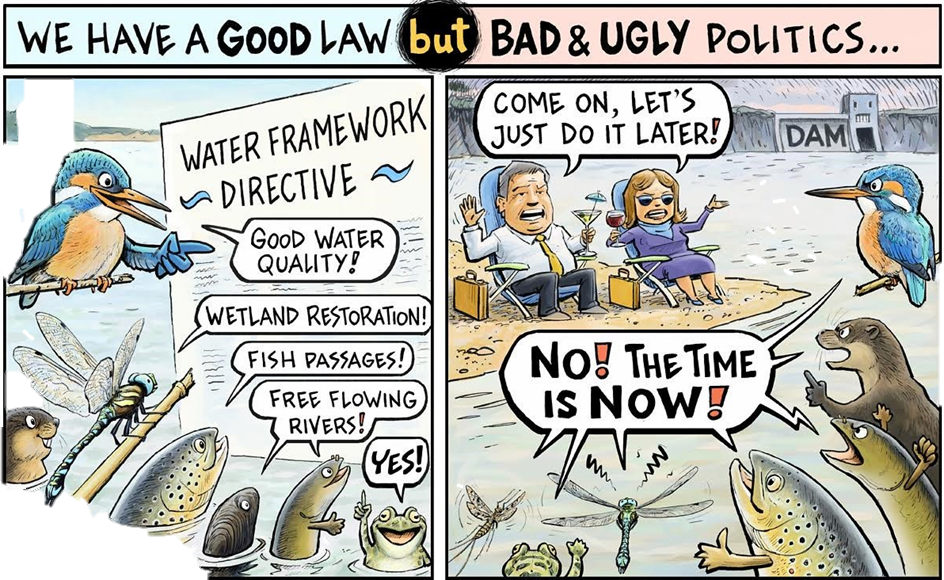 WE HAVE A GOOD LAW but BAD & UGLY POLITICS...
WATER FRAMEWORK
DIRECTIVE
GOOD WATER
QUALITY!
WETLAND RESTORATION!
FISH PASSAGES!
FREE FLOWING
RIVERS!
YES!
COME ON, LET'S
JUST DO IT LATER!
DAM
NO! THE TIME
IS NOW!